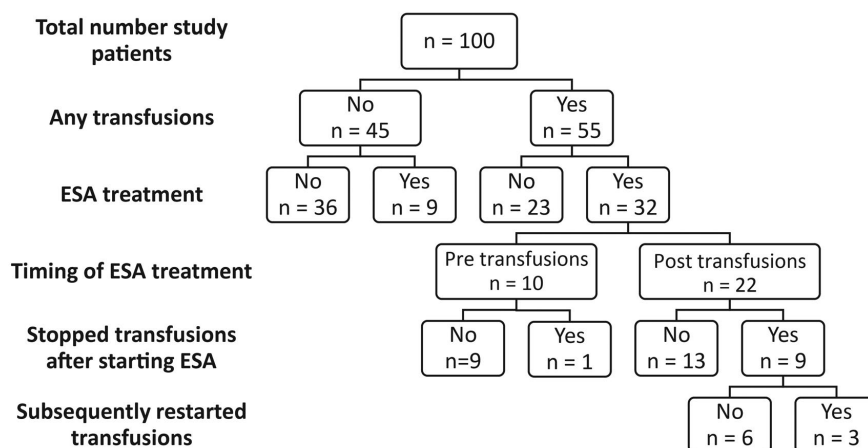 Total number study
patients
n = 100
Any transfusions
No
n = 45
Yes
n = 55
ESA treatment
No
n = 36
Yes
n = 9
No
n = 23
Yes
n = 32
Timing of ESA treatment
Pre transfusions
n = 10
Post transfusions
n = 22
Stopped transfusions
after starting ESA
No
n=9
Yes
n = 1
No
n = 13
Yes
n = 9
Subsequently restarted
transfusions
No
n = 6
Yes
n = 3